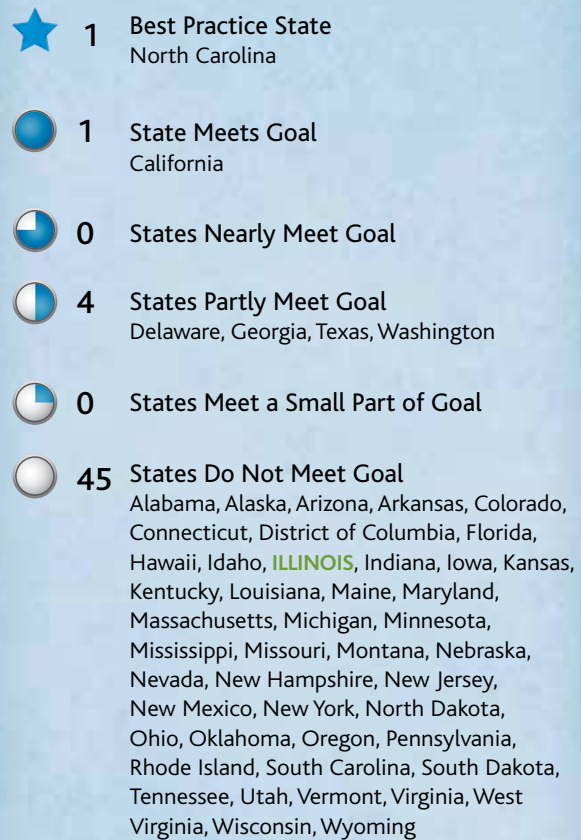 1 Best Practice State
North Carolina
1 State Meets Goal
California
0 States Nearly Meet Goal
4 States Partly Meet Goal
Delaware, Georgia, Texas, Washington
0 States Meet a Small Part of Goal
45 States Do Not Meet Goal
Alabama, Alaska, Arizona, Arkansas, Colorado,
Connecticut, District of Columbia, Florida,
Hawaii, Idaho, ILLINOIS, Indiana, Iowa, Kansas,
Kentucky, Louisiana, Maine, Maryland,
Massachusetts, Michigan, Minnesota,
Mississippi, Missouri, Montana, Nebraska,
Nevada, New Hampshire, New Jersey,
New Mexico, New York, North Dakota,
Ohio, Oklahoma, Oregon, Pennsylvania,
Rhode Island, South Carolina, South Dakota,
Tennessee, Utah, Vermont, Virginia, West
Virginia, Wisconsin, Wyoming